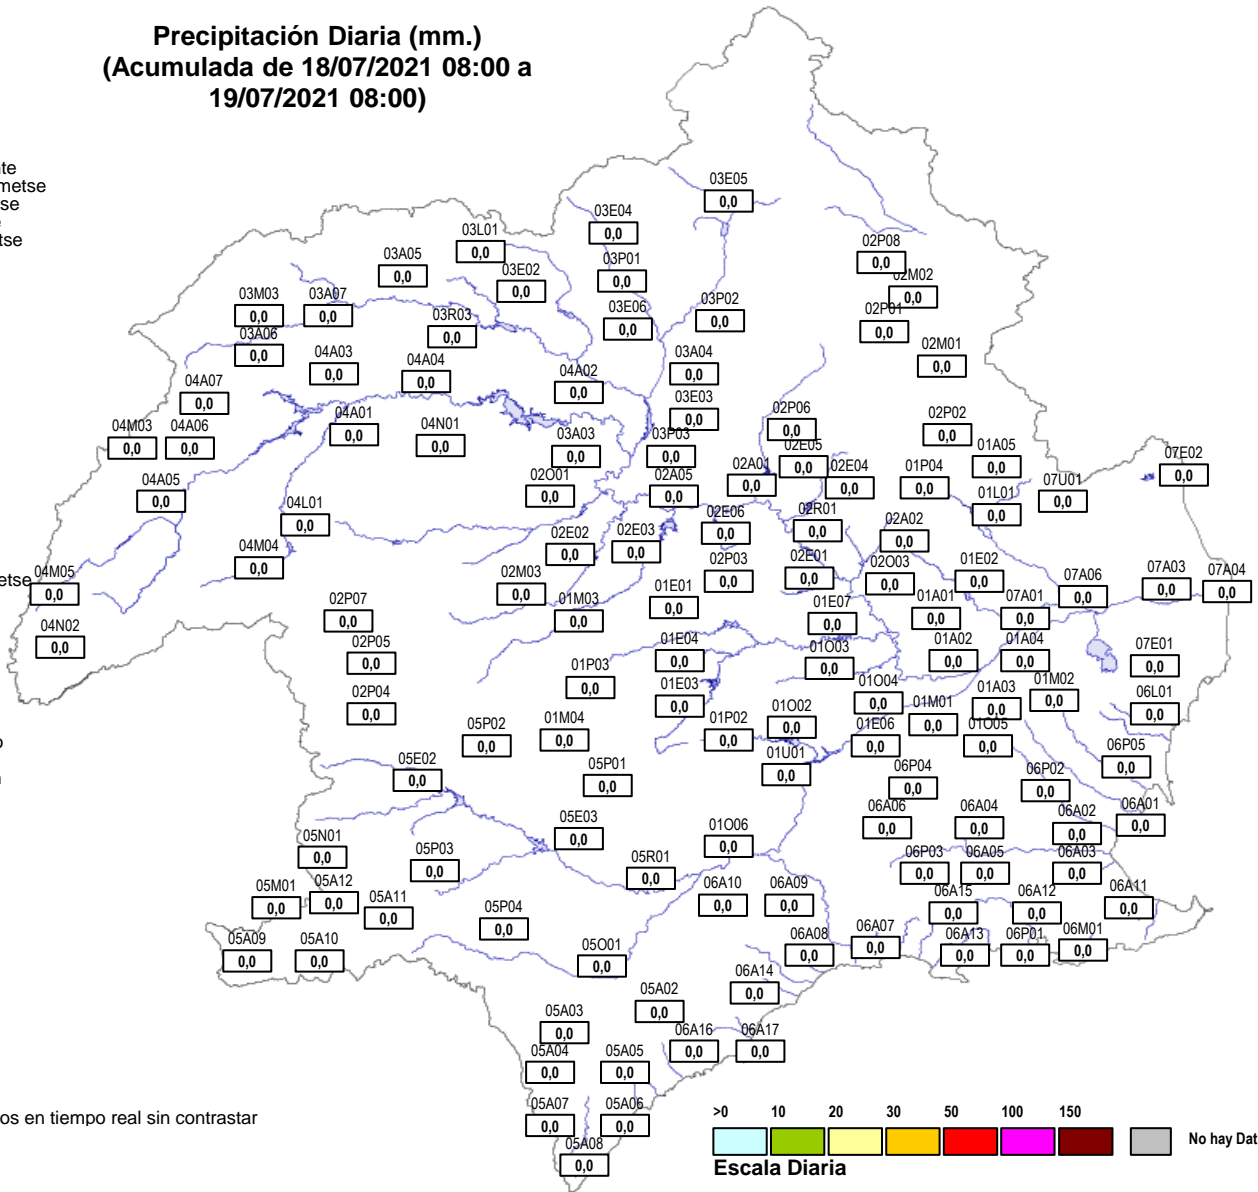 Precipitación Diaria (mm.)
(Acumulada de 18/07/2021 08:00 a
19/07/2021 08:00)
nte
metse
se
tse
03E05
0,0
03E04
0,0
03L01
0,0
03A05
0,0
03P01
0,0
03E02
0,0
02P08
0,0
02M02
0,0
03M03
0,0
03A07
0,0
03R03
0,0
03E06
0,0
03P02
0,0
02P01
0,0
03A06
0,0
04A03
0,0
04A04
0,0
03A04
0,0
02M01
0,0
04A07
0,0
04A02
0,0
03E03
0,0
04M03
0,0
04A06
0,0
04A01
0,0
04N01
0,0
03A03
0,0
03P03
0,0
02P06
0,0
02P02
0,0
02E05
0,0
01A05
0,0
07E02
0,0
04A05
0,0
02O01
0,0
02A05
0,0
02A01
0,0
02E04
0,0
01P04
0,0
07U01
0,0
01L01
0,0
04L01
0,0
02E06
0,0
02R01
0,0
02A02
0,0
04M04
0,0
02E02
0,0
02E03
0,0
02P03
0,0
02E01
0,0
02O03
0,0
01E02
0,0
metse
04M05
0,0
02M03
0,0
01E01
0,0
07A06
0,0
07A03
0,0
07A04
0,0
02P07
0,0
01M03
0,0
01E07
0,0
01A01
0,0
07A01
0,0
04N02
0,0
02P05
0,0
01E04
0,0
01O03
0,0
01A02
0,0
01A04
0,0
07E01
0,0
01P03
0,0
02P04
0,0
01E03
0,0
01O04
0,0
01A03
0,0
01M02
0,0
06L01
0,0
05P02
0,0
01M04
0,0
01P02
0,0
01O02
0,0
01M01
0,0
01E06
0,0
01O05
0,0
o
05E02
0,0
05P01
0,0
01U01
0,0
06P04
0,0
06P02
0,0
06P05
0,0
05E03
0,0
01O06
0,0
06A06
0,0
06A04
0,0
06A02
0,0
06A01
0,0
05N01
0,0
05P03
0,0
05R01
0,0
06P03
0,0
06A05
0,0
06A03
0,0
05M01
0,0
05A12
0,0
05A11
0,0
06A10
0,0
06A09
0,0
06A15
0,0
06A12
0,0
06A11
0,0
05P04
0,0
05A09
0,0
05A10
0,0
05O01
0,0
06A08
0,0
06A07
0,0
06A13
0,0
06P01
0,0
06M01
0,0
06A14
0,0
05A02
0,0
05A03
0,0
06A16
0,0
06A17
0,0
05A04
0,0
05A05
0,0
05A07
0,0
05A06
0,0
05A08
0,0
os en tiempo real sin contrastar
>0 10 20 30 50 100 150
No hay Dat
Escala Diaria